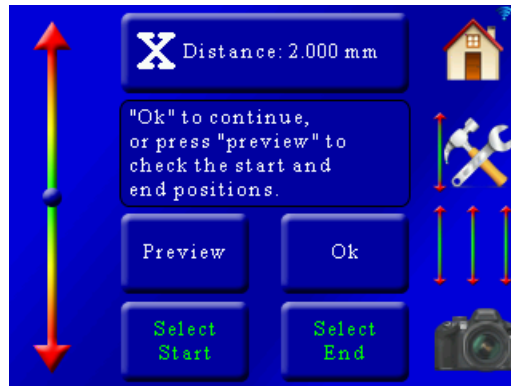 X Distance: 2.000 mm
"Ok" to continue,
or press "preview" to
check the start and
end positions.
Preview
Ok
Select
Start
Select
End